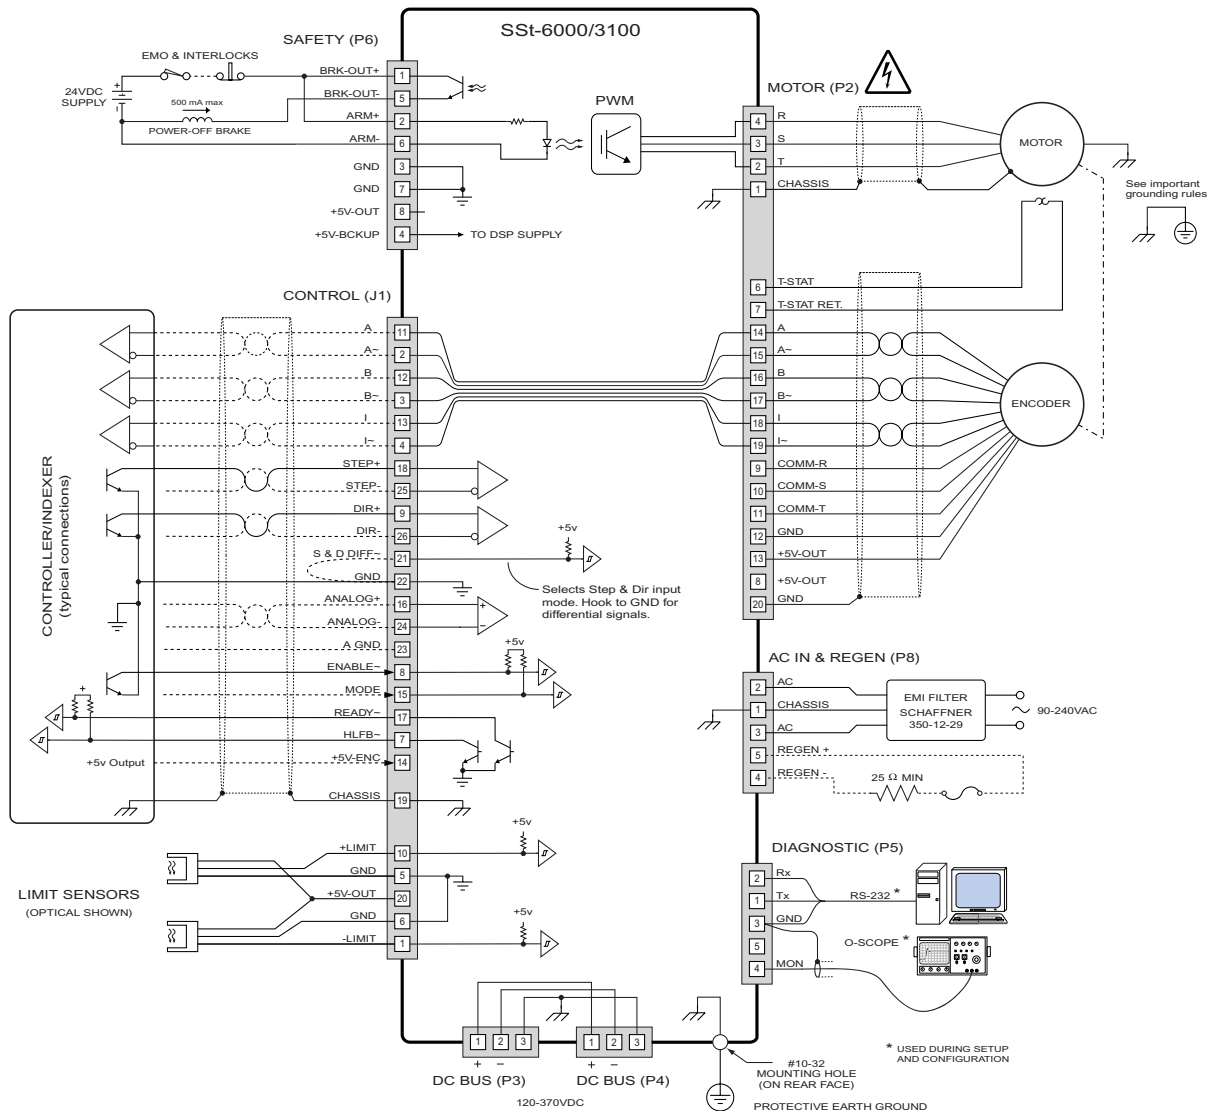 SSt-6000/3100
SAFETY (P6)
EMO & INTERLOCKS
24VDC
SUPPLY
+
–
500 mA max
POWER-OFF BRAKE
BRK-OUT+ 1
BRK-OUT- 5
ARM+ 2
ARM- 6
GND 3
GND 7
+5V-OUT 8
+5V-BCKUP 4 TO DSP SUPPLY
PWM
MOTOR (P2)
4 R
3 S
2 T
1 CHASSIS
MOTOR
See important
grounding rules
6 T-STAT
7 T-STAT RET.
14 A
15 A~
16 B
17 B~
18 I
19 I~
9 COMM-R
10 COMM-S
11 COMM-T
12 GND
13 +5V-OUT
8 +5V-OUT
20 GND
ENCODER
CONTROL (J1)
CONTROLLER/INDEXER
(typical connections)
A 11
A~ 2
B 12
B~ 3
I 13
I~ 4
STEP+ 18
STEP- 25
DIR+ 9
DIR- 26
S & D DIFF~ 21
+5v
GND 22
Selects Step & Dir input
mode. Hook to GND for
differential signals.
ANALOG+ 16 +
ANALOG- 24 –
A GND 23
+5v
ENABLE~ 8
MODE 15
+
READY~ 17
HLFB~ 7
+5v Output +5V-ENC 14
CHASSIS 19
AC IN & REGEN (P8)
2 AC
1 CHASSIS
3 AC
5 REGEN +
4 REGEN -
EMI FILTER
SCHAFFNER
350-12-29
90-240VAC
25 Ω MIN
LIMIT SENSORS
(OPTICAL SHOWN)
+LIMIT 10
+5v
GND 5
+5V-OUT 20
GND 6
-LIMIT 1
+5v
DIAGNOSTIC (P5)
2 Rx
1 Tx
3 GND
5
4 MON
RS-232 *
O-SCOPE *
* USED DURING SETUP
AND CONFIGURATION
1 2 3
+ –
DC BUS (P3)
1 2 3
+ –
DC BUS (P4)
120-370VDC
#10-32
MOUNTING HOLE
(ON REAR FACE)
PROTECTIVE EARTH GROUND